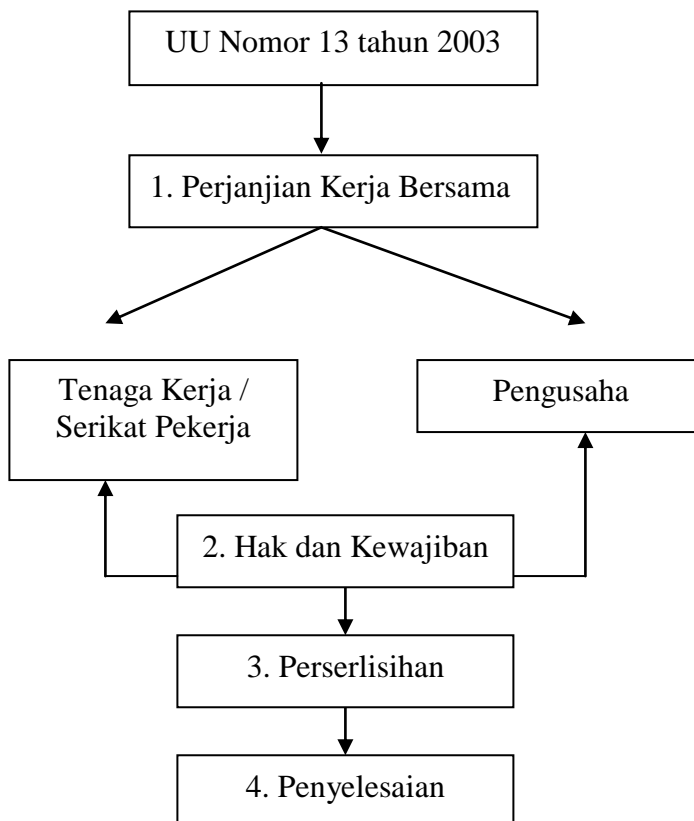 UU Nomor 13 tahun 2003
1. Perjanjian Kerja Bersama
Tenaga Kerja /
Serikat Pekerja
Pengusaha
2. Hak dan Kewajiban
3. Perserlisihan
4. Penyelesaian